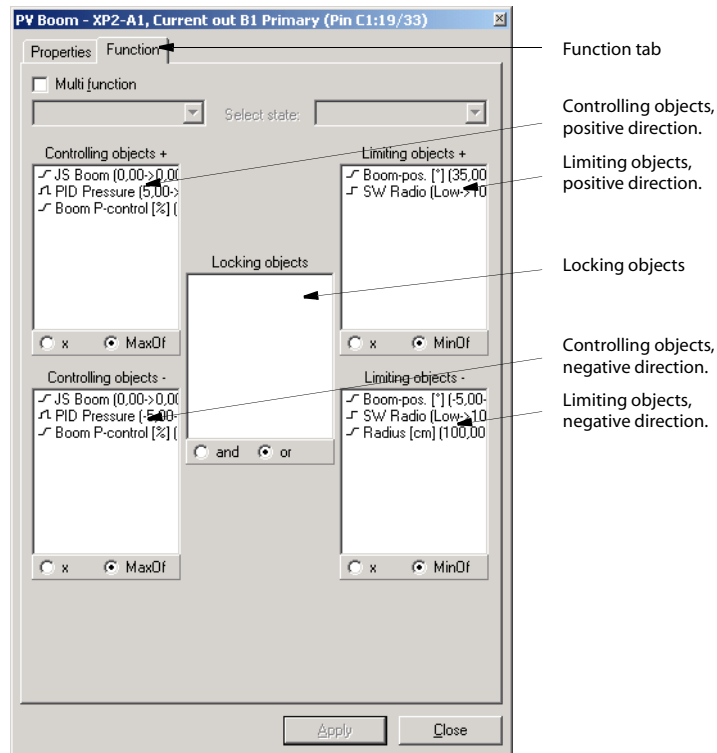 PV Boom - XP2-A1, Current out B1 Primary (Pin C1:19/33)
Properties Function
Function tab
Multi function
Select state:
Controlling objects +
JS Boom (0,00->0,00
PID Pressure (5,00->
Boom P-control [%] (
x MaxOf
Limiting objects +
Boom-pos. [°] (35,00
SW Radio (Low->10
x MinOf
Controlling objects,
positive direction.
Limiting objects,
positive direction.
Locking objects
and or
Locking objects
Controlling objects -
JS Boom (0,00->0,00
PID Pressure (-5,00-
Boom P-control [%] (
x MaxOf
Limiting objects -
Boom-pos. [°] (-5,00-
SW Radio (Low->10
Radius [cm] (100,00
x MinOf
Controlling objects,
negative direction.
Limiting objects,
negative direction.
Apply Close